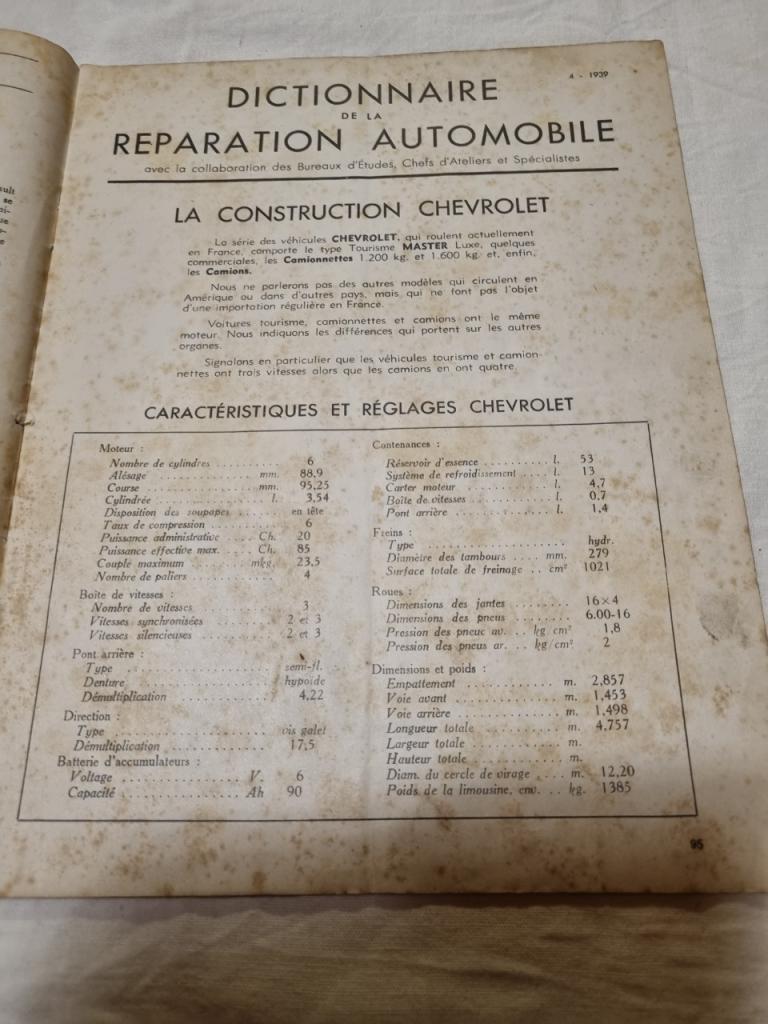 4 - 1939
DICTIONNAIRE
DE LA
REPARATION AUTOMOBILE
avec la collaboration des Bureaux d'Études, Chefs d'Ateliers et Spécialistes
LA CONSTRUCTION CHEVROLET
La série des véhicules CHEVROLET, qui roulent actuellement
en France, comporte le type Tourisme MASTER Luxe, quelques
commerciales, les Camionnettes 1.200 kg. et 1.600 kg. et, enfin,
les Camions.
Nous ne parlerons pas des autres modèles qui circulent en
Amérique ou dans d'autres pays, mais qui ne font pas l'objet
d'une importation régulière en France.
Voitures tourisme, camionnettes et camions ont le même
moteur. Nous indiquons les différences qui portent sur les autres
organes.
Signalons en particulier que les véhicules tourisme et camion-
nettes ont trois vitesses alors que les camions en ont quatre.
CARACTÉRISTIQUES ET RÉGLAGES CHEVROLET
Moteur :
Nombre de cylindres .......... 6
Alésage .......... mm. 88,9
Course .......... mm. 95,25
Cylindrée .......... l. 3,54
Disposition des soupapes ...... en tête
Taux de compression .......... 6
Puissance administrative .... Ch. 20
Puissance effective max. ... Ch. 85
Couple maximum ...... mkg. 23,5
Nombre de paliers .......... 4
Boîte de vitesses :
Nombre de vitesses .......... 3
Vitesses synchronisées ........ 2 et 3
Vitesses silencieuses .......... 2 et 3
Pont arrière :
Type .......... semi-fl.
Denture .......... hypoïde
Démultiplication .......... 4,22
Direction :
Type .......... vis galet
Démultiplication .......... 17,5
Batterie d'accumulateurs :
Voltage .......... V. 6
Capacité .......... Ah 90
Contenances :
Réservoir d'essence .......... l. 53
Système de refroidissement .... l. 13
Carter moteur .......... l. 4,7
Boîte de vitesses .......... l. 0,7
Pont arrière .......... l. 1,4
Freins :
Type .......... hydr.
Diamètre des tambours .... mm. 279
Surface totale de freinage .. cm² 1021
Roues :
Dimensions des jantes ........ 16×4
Dimensions des pneus ........ 6.00-16
Pression des pneuc av. .. kg/cm² 1,8
Pression des pneus ar. .. kg/cm² 2
Dimensions et poids :
Empattement .......... m. 2,857
Voie avant .......... m. 1,453
Voie arrière .......... m. 1,498
Longueur totale .......... m. 4,757
Largeur totale .......... m.
Hauteur totale .......... m.
Diam. du cercle de virage .... m. 12,20
Poids de la limousine, env. .. kg. 1385
95